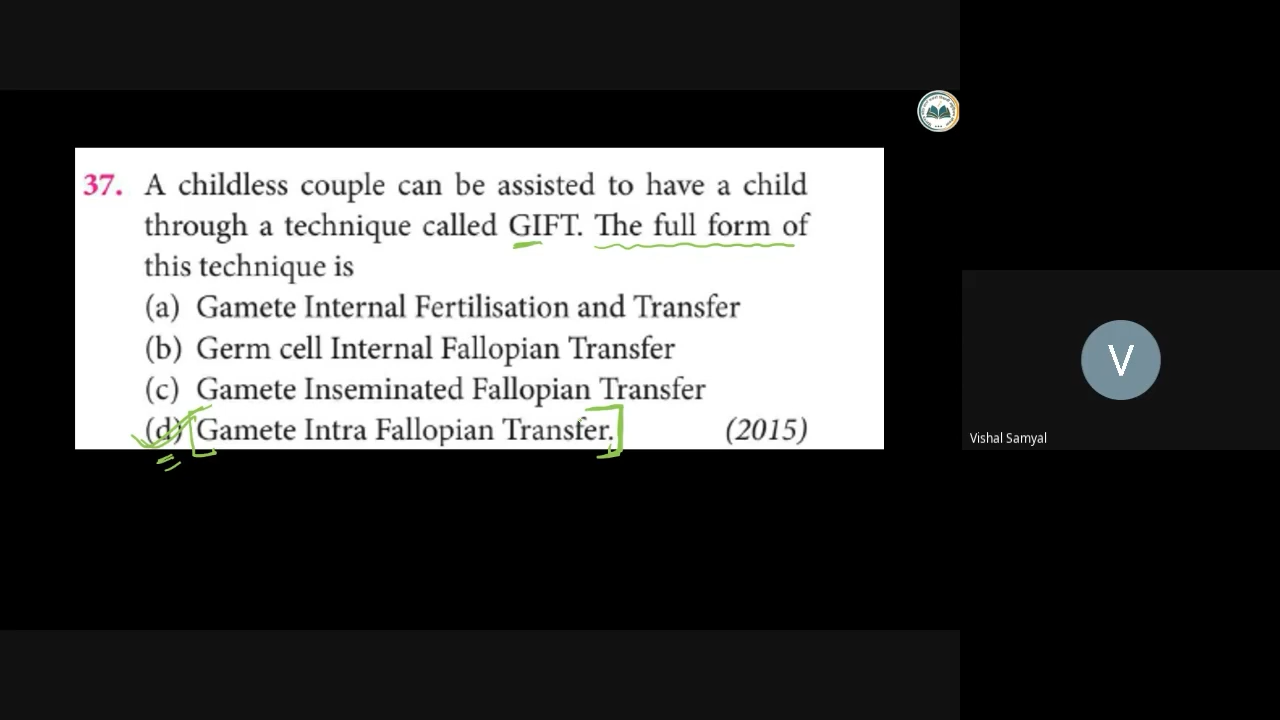 37. A childless couple can be assisted to have a child
through a technique called GIFT. The full form of
this technique is
(a) Gamete Internal Fertilisation and Transfer
(b) Germ cell Internal Fallopian Transfer
(c) Gamete Inseminated Fallopian Transfer
(d) Gamete Intra Fallopian Transfer. (2015)
V
Vishal Samyal